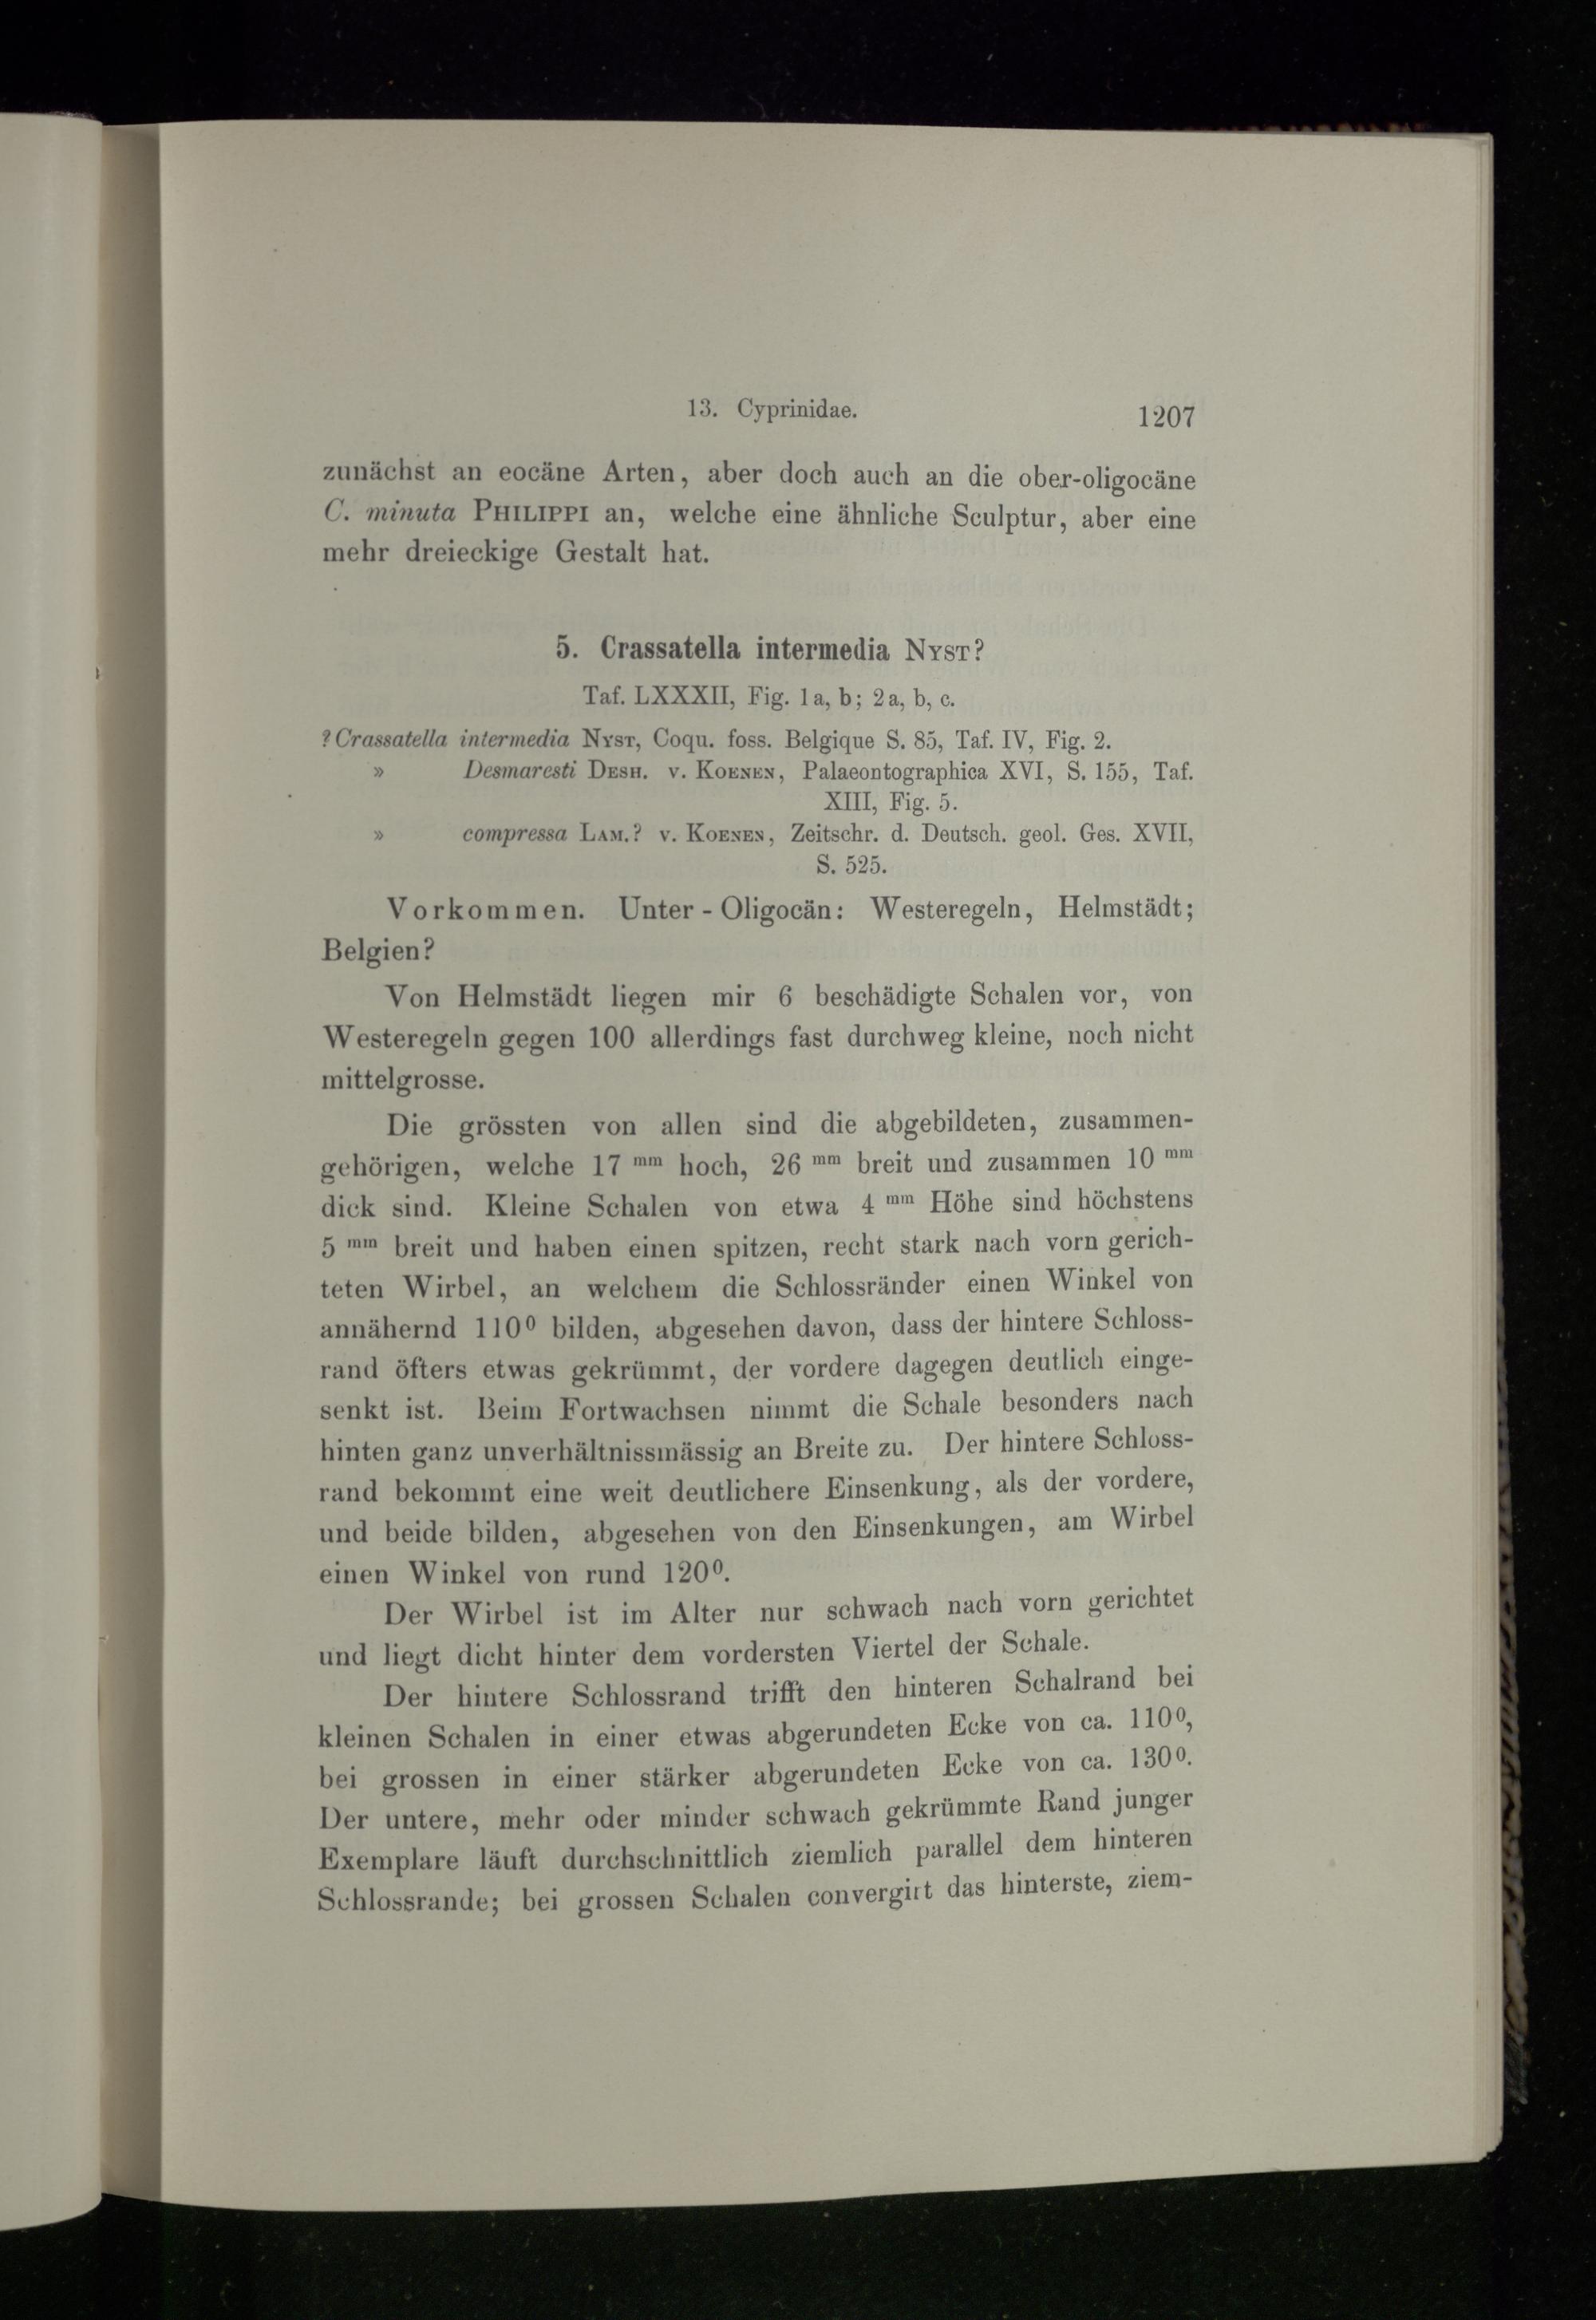 13. Cyprinidae. 1207
zunächst an eocäne Arten, aber doch auch an die ober-oligocäne
C. minuta PHILIPPI an, welche eine ähnliche Sculptur, aber eine
mehr dreieckige Gestalt hat.
5. Crassatella intermedia NYST?
Taf. LXXXII, Fig. 1a, b; 2a, b, c.
? Crassatella intermedia NYST, Coqu. foss. Belgique S. 85, Taf. IV, Fig. 2.
» Desmaresti DESH. v. KOENEN, Palaeontographica XVI, S. 155, Taf.
XIII, Fig. 5.
» compressa LAM.? v. KOENEN, Zeitschr. d. Deutsch. geol. Ges. XVII,
S. 525.
Vorkommen. Unter-Oligocän: Westeregeln, Helmstädt;
Belgien?
Von Helmstädt liegen mir 6 beschädigte Schalen vor, von
Westeregeln gegen 100 allerdings fast durchweg kleine, noch nicht
mittelgrosse.
Die grössten von allen sind die abgebildeten, zusammen-
gehörigen, welche 17 mm hoch, 26 mm breit und zusammen 10 mm
dick sind. Kleine Schalen von etwa 4 mm Höhe sind höchstens
5 mm breit und haben einen spitzen, recht stark nach vorn gerich-
teten Wirbel, an welchem die Schlossränder einen Winkel von
annähernd 110⁰ bilden, abgesehen davon, dass der hintere Schloss-
rand öfters etwas gekrümmt, der vordere dagegen deutlich einge-
senkt ist. Beim Fortwachsen nimmt die Schale besonders nach
hinten ganz unverhältnissmässig an Breite zu. Der hintere Schloss-
rand bekommt eine weit deutlichere Einsenkung, als der vordere,
und beide bilden, abgesehen von den Einsenkungen, am Wirbel
einen Winkel von rund 120⁰.
Der Wirbel ist im Alter nur schwach nach vorn gerichtet
und liegt dicht hinter dem vordersten Viertel der Schale.
Der hintere Schlossrand trifft den hinteren Schalrand bei
kleinen Schalen in einer etwas abgerundeten Ecke von ca. 110⁰,
bei grossen in einer stärker abgerundeten Ecke von ca. 130⁰.
Der untere, mehr oder minder schwach gekrümmte Rand junger
Exemplare läuft durchschnittlich ziemlich parallel dem hinteren
Schlossrande; bei grossen Schalen convergirt das hinterste, ziem-